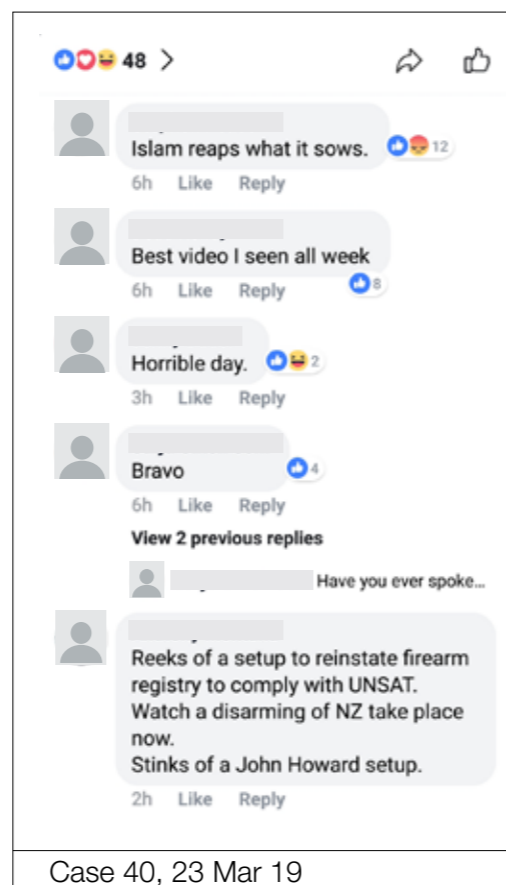 48 >
Islam reaps what it sows.
12
6h Like Reply
Best video I seen all week
8
6h Like Reply
Horrible day.
2
3h Like Reply
Bravo
4
6h Like Reply
View 2 previous replies
Have you ever spoke...
Reeks of a setup to reinstate firearm
registry to comply with UNSAT.
Watch a disarming of NZ take place
now.
Stinks of a John Howard setup.
2h Like Reply
Case 40, 23 Mar 19